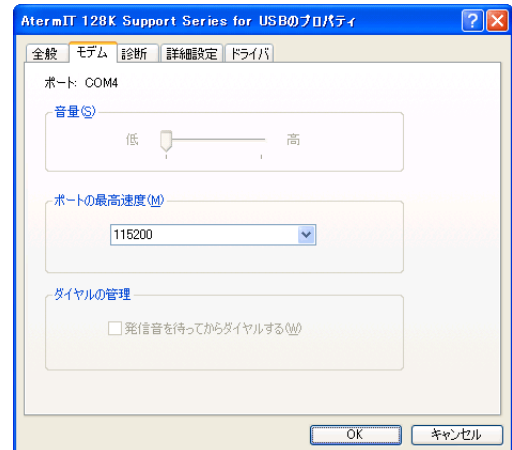 AtermIT 128K Support Series for USBのプロパティ
全般 モデム 診断 詳細設定 ドライバ
ポート: COM4
音量(S)
低 高
ポートの最高速度(M)
115200
ダイヤルの管理
発信音を待ってからダイヤルする(W)
OK キャンセル